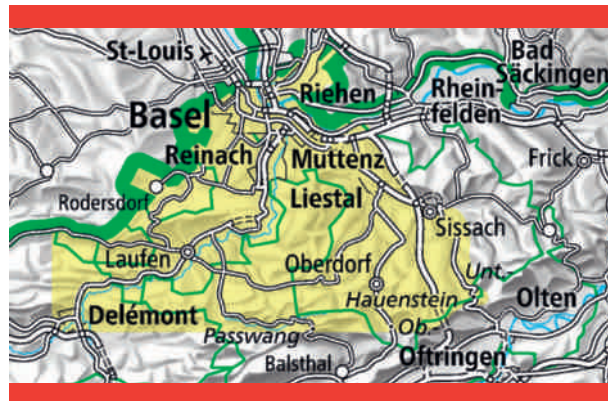 St-Louis
Bad
Säckingen
Riehen
Rhein-
felden
Basel
Reinach
Muttenz
Frick
Rodersdorf
Liestal
Sissach
Laufen
Oberdorf
Unt.-
Hauenstein
Olten
Delémont
Passwang
Ob.-
Balsthal
Oftringen